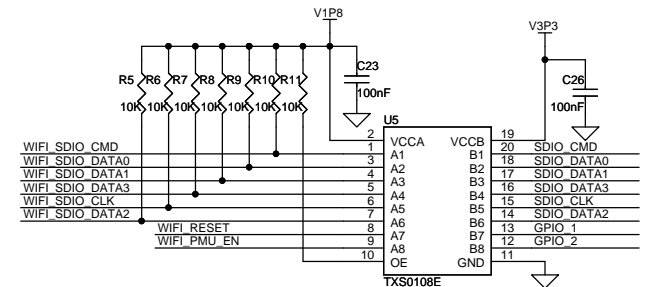 V1P8
V3P3
R5 R6 R7 R8 R9 R10 R11
C23
C26
10K 10K 10K 10K 10K 10K 10K
100nF
100nF
U5
2 VCCA VCCB 19
WIFI_SDIO_CMD 1 A1 B1 20 SDIO_CMD
WIFI_SDIO_DATA0 3 A2 B2 18 SDIO_DATA0
WIFI_SDIO_DATA1 4 A3 B3 17 SDIO_DATA1
WIFI_SDIO_DATA3 5 A4 B4 16 SDIO_DATA3
WIFI_SDIO_CLK 6 A5 B5 15 SDIO_CLK
WIFI_SDIO_DATA2 7 A6 B6 14 SDIO_DATA2
WIFI_RESET 8 A7 B7 13 GPIO_1
WIFI_PMU_EN 9 A8 B8 12 GPIO_2
10 OE GND 11
TXS0108E